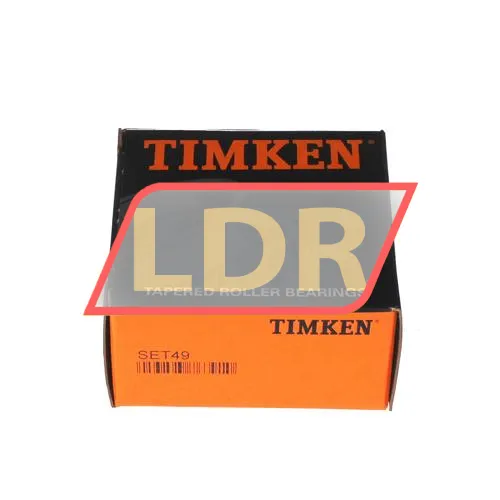 TIMKEN
LDR
TAPERED ROLLER BEARINGS
TIMKEN
SET49